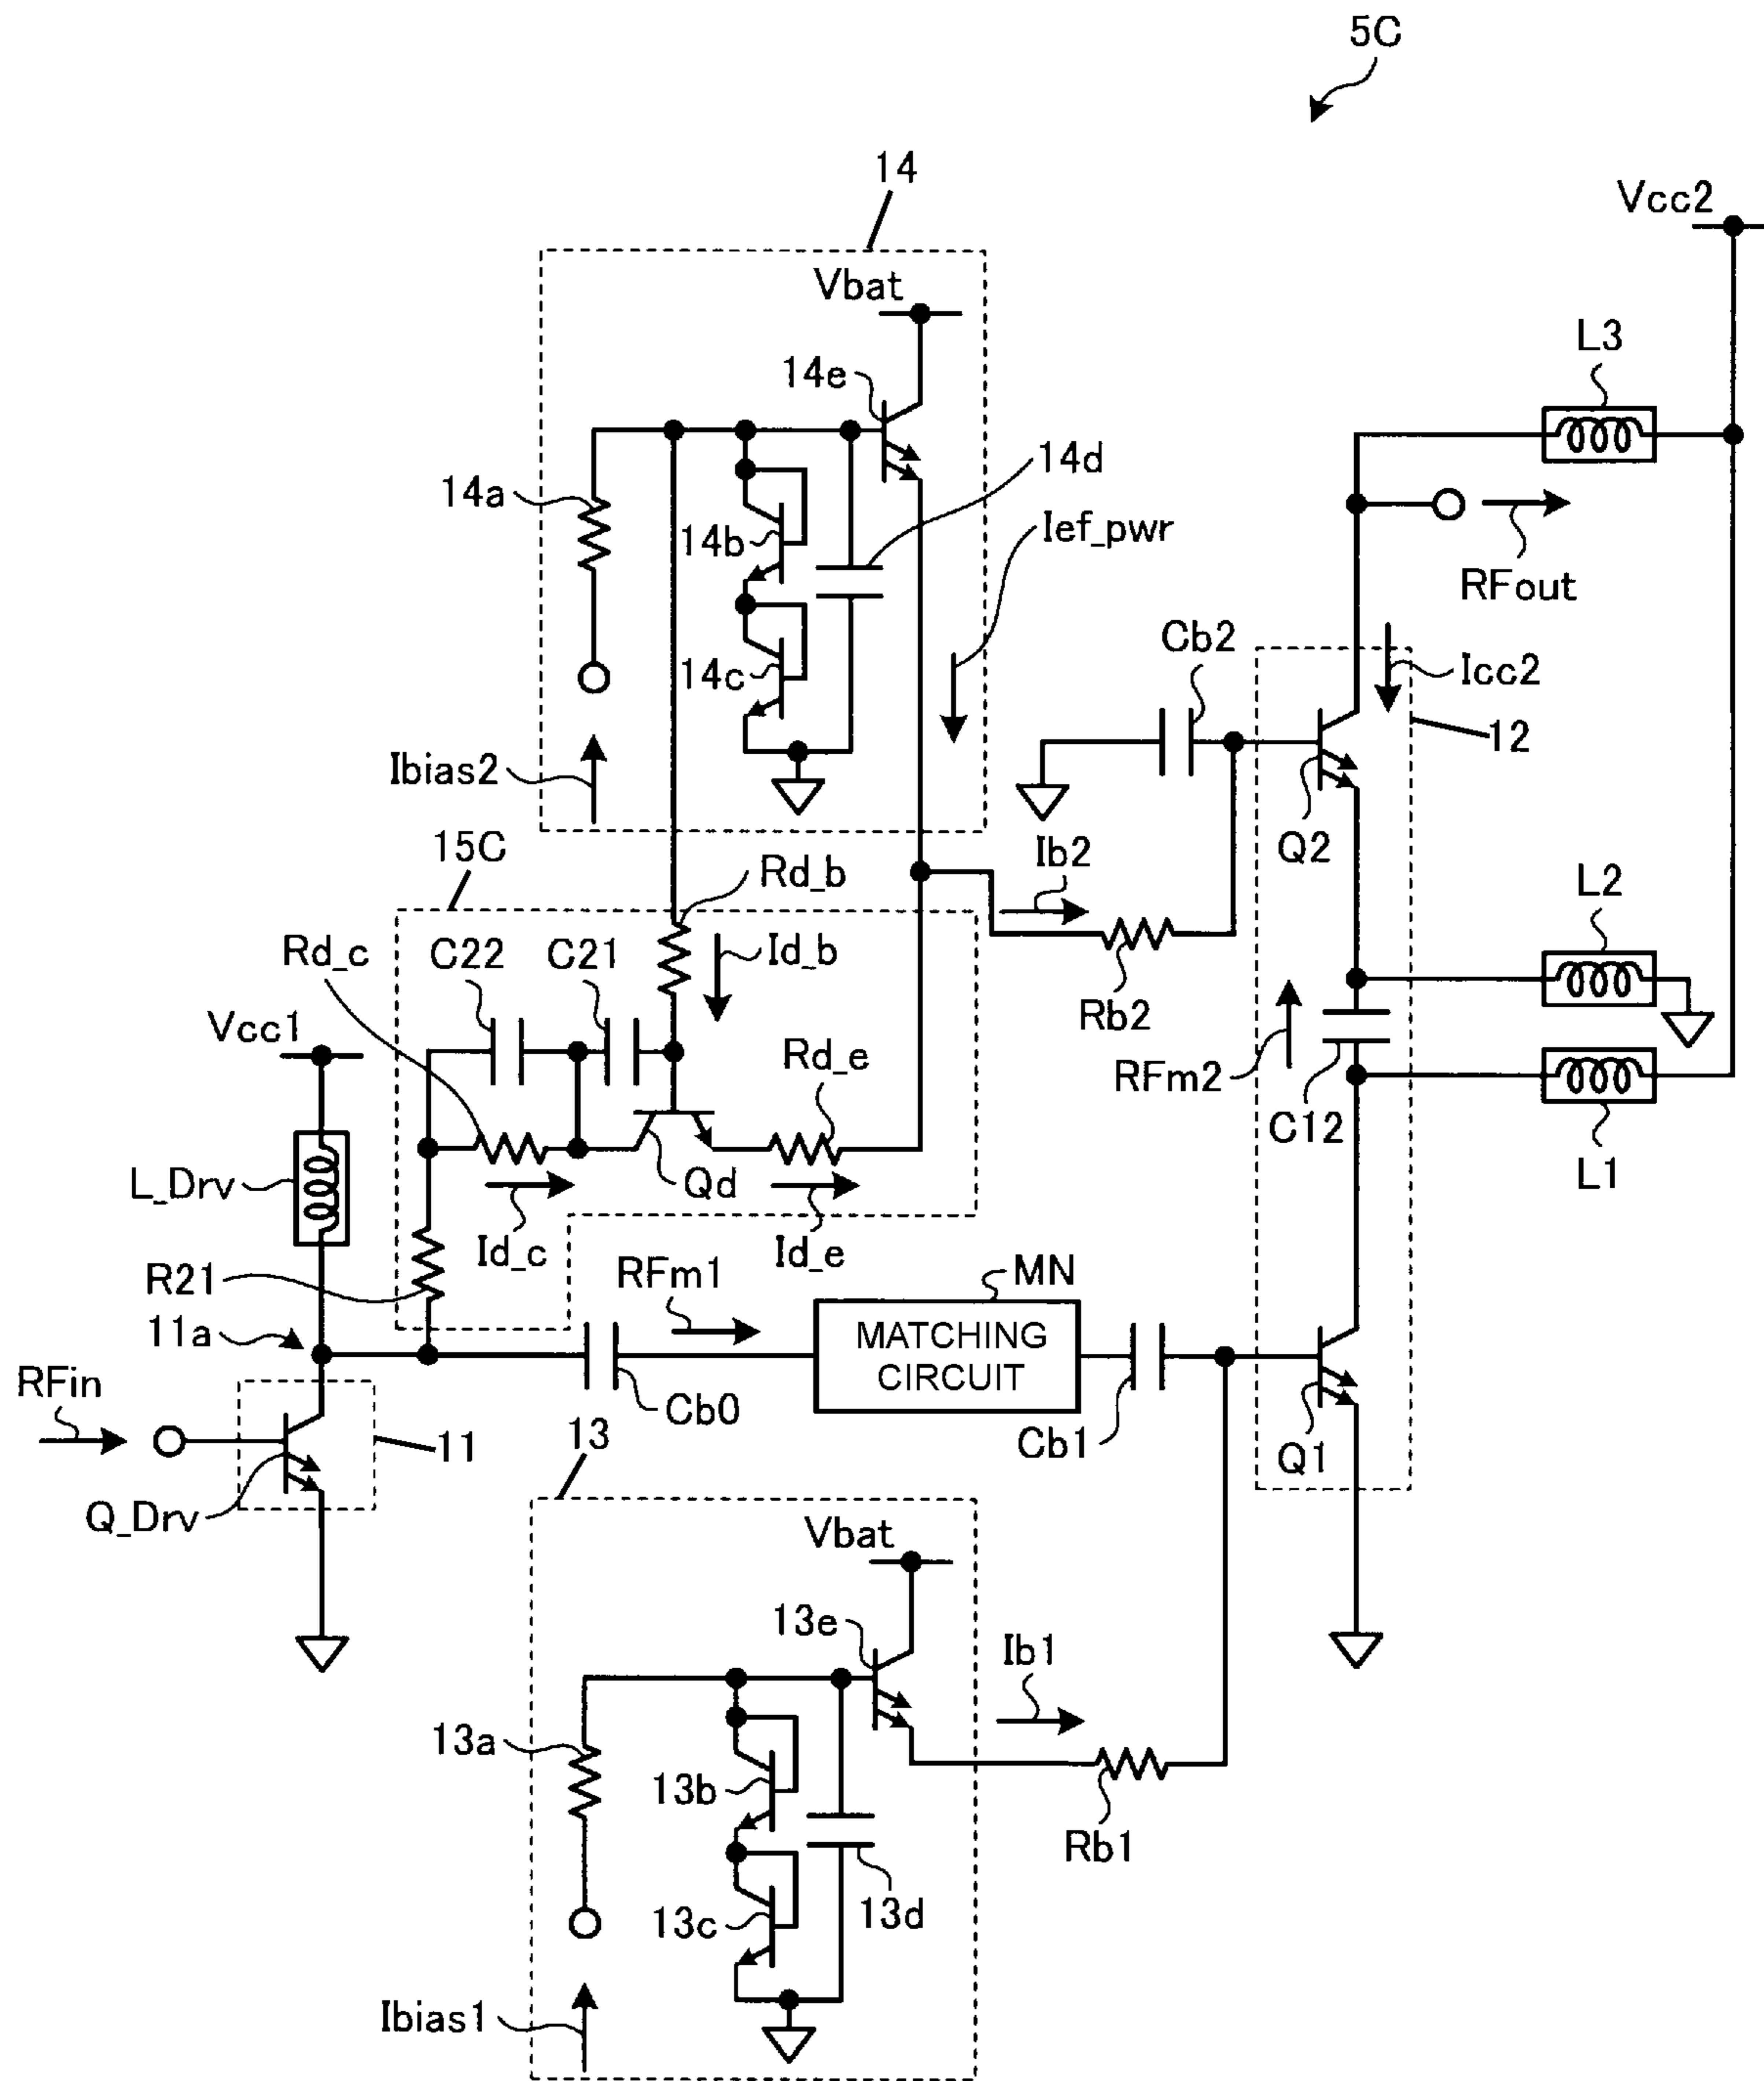 5C
14
Vcc2
Vbat
L3
14e
14d
14a
14b
Ief_pwr
RFout
14c
Cb2
Icc2
12
Ibias2
Q2
15C
Ib2
Rd_b
L2
Rd_c
C22
C21
Id_b
Rb2
Vcc1
Rd_e
RFm2
C12
L1
L_Drv
Qd
Id_c
Id_e
R21
RFm1
MN
11a
MATCHING
CIRCUIT
RFin
Cb0
Cb1
Q1
11
13
Q_Drv
Vbat
13e
Ib1
13a
13b
Rb1
13c
13d
Ibias1